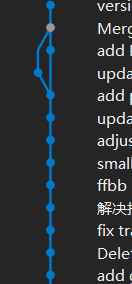 versi
Merg
add
upda
add p
upda
adjus
small
ffbb
解决
fix tra
Delet
add